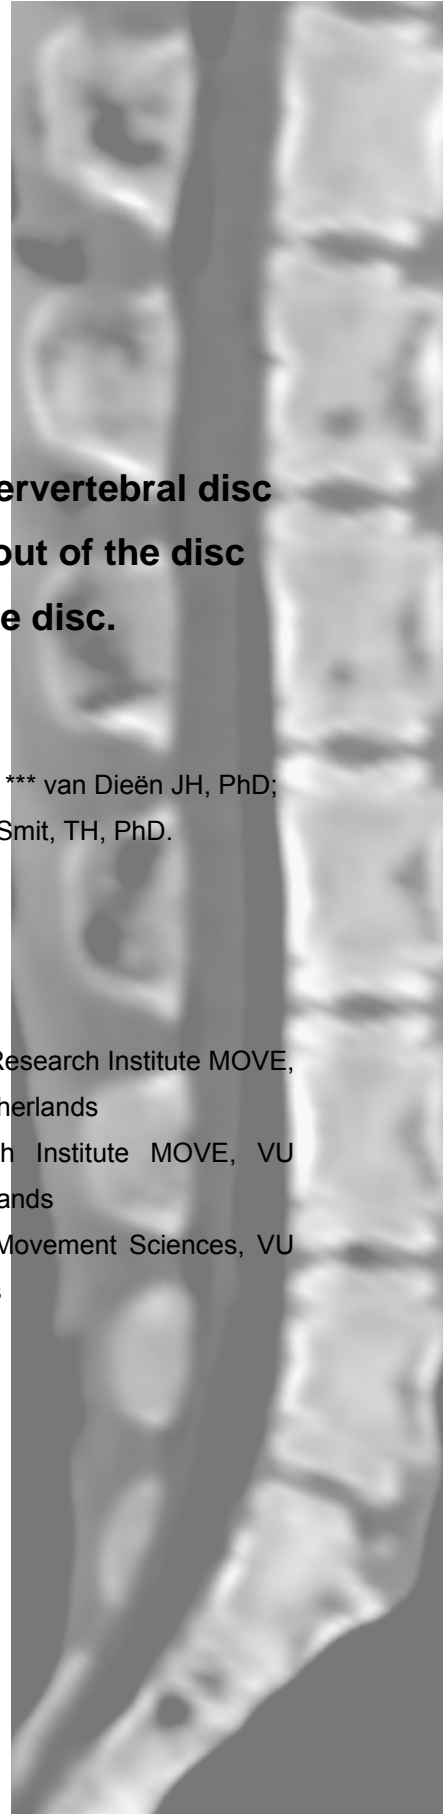 ervertebral disc
out of the disc
e disc.
*** van Dieën JH, PhD;
Smit, TH, PhD.
Research Institute MOVE,
herlands
h Institute MOVE, VU
ands
Movement Sciences, VU
s